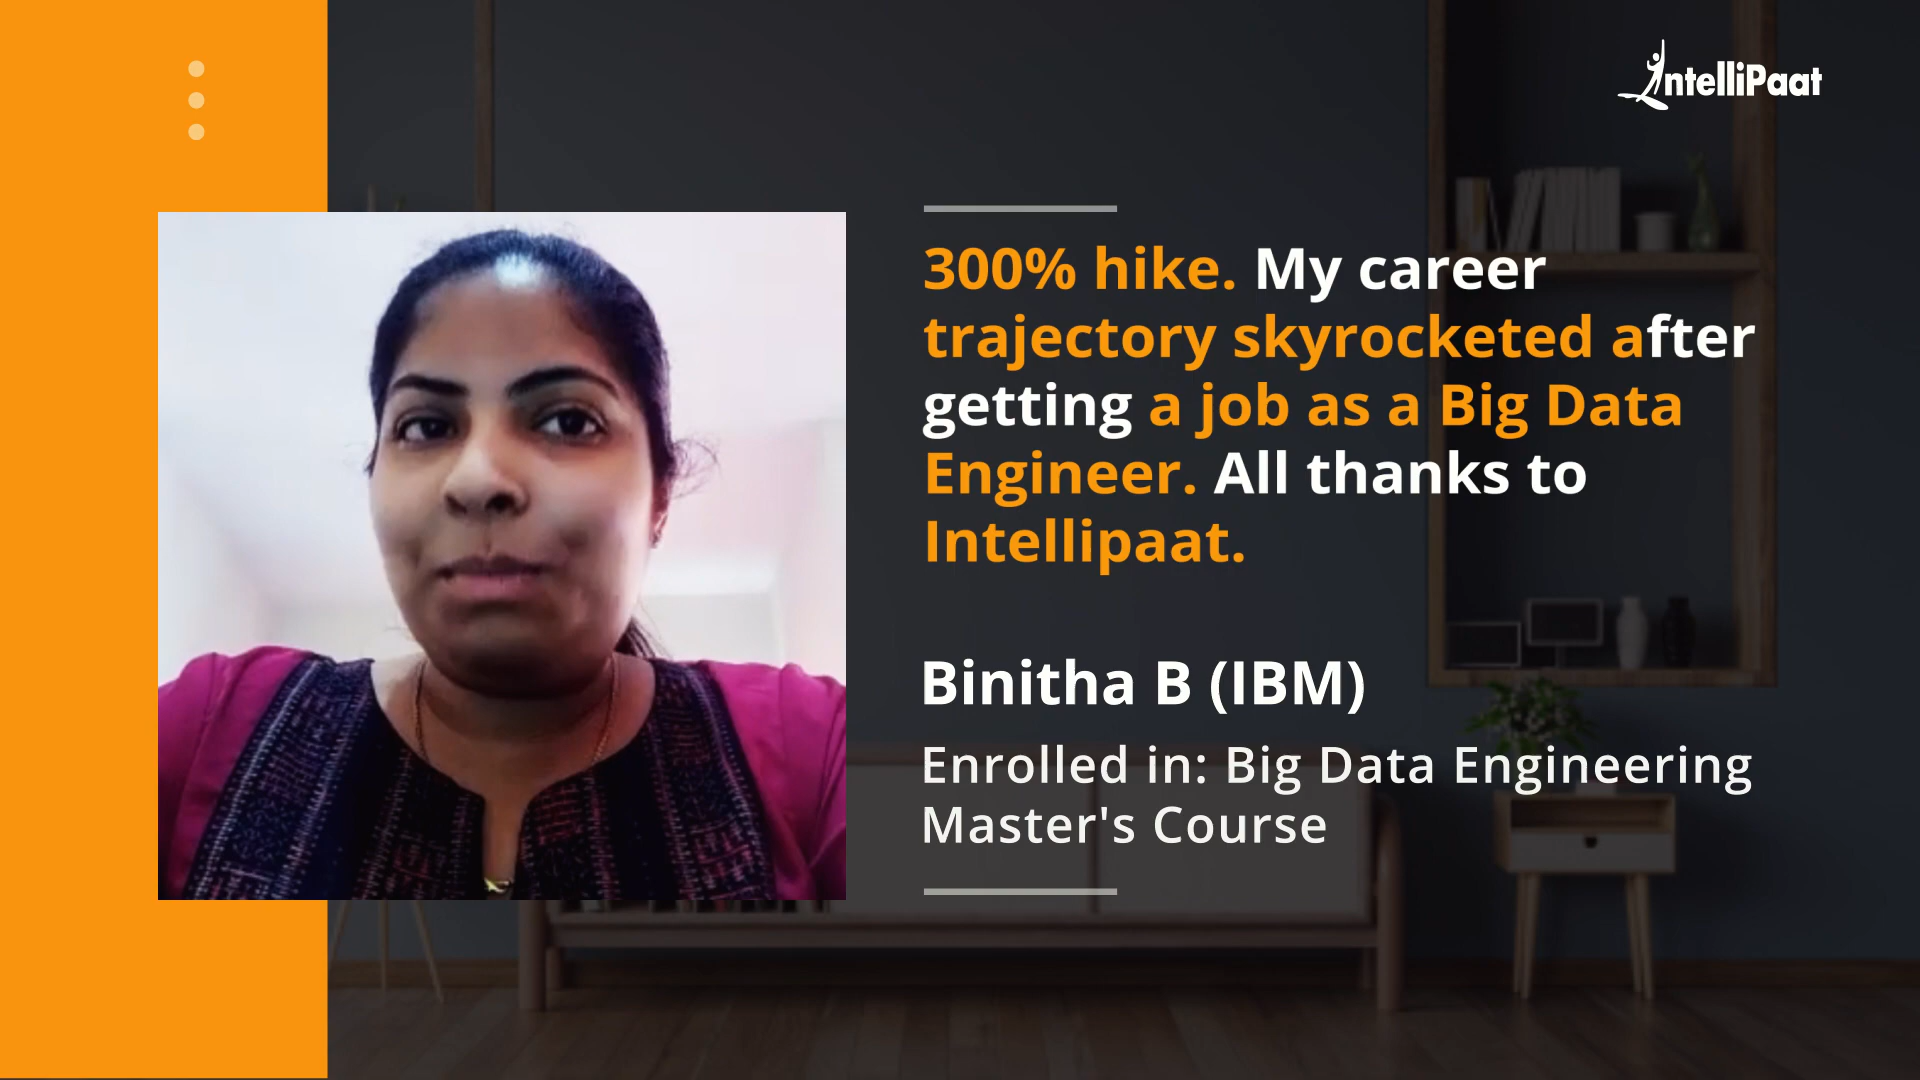 IntelliPaat
300% hike. My career
trajectory skyrocketed after
getting a job as a Big Data
Engineer. All thanks to
Intellipaat.
Binitha B (IBM)
Enrolled in: Big Data Engineering
Master's Course